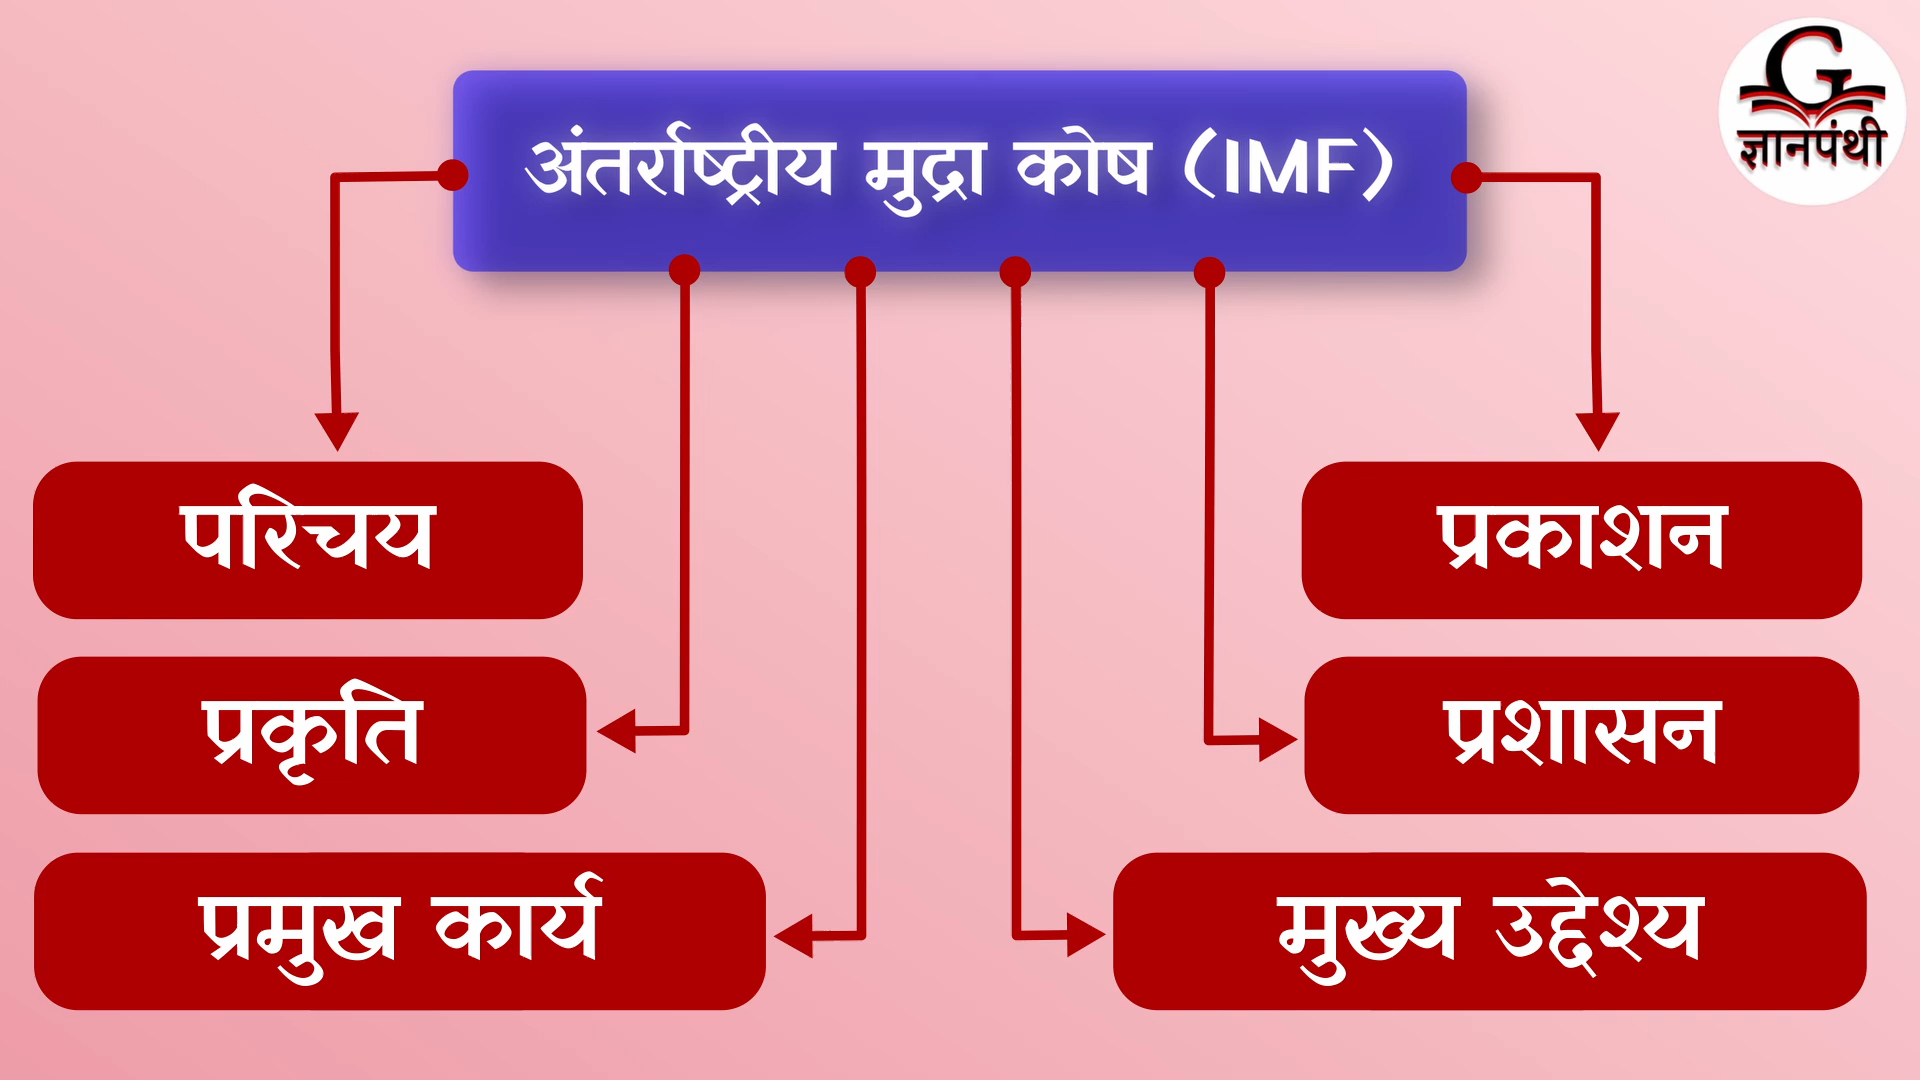 अंतर्राष्ट्रीय मुद्रा कोष (IMF)
G
ज्ञानपंथी
परिचय
प्रकाशन
प्रकृति
प्रशासन
प्रमुख कार्य
मुख्य उद्देश्य